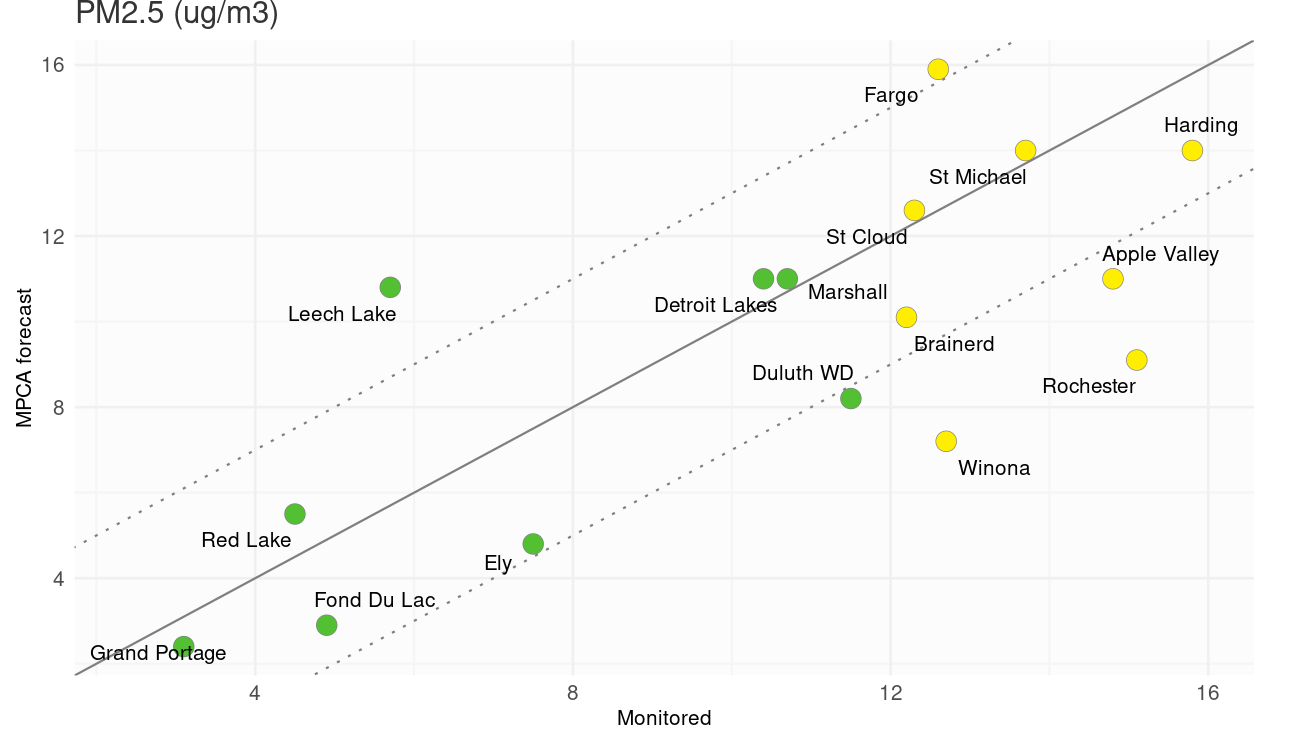 PM2.5 (ug/m3)
16
Fargo
Harding
St Michael
12
St Cloud
Apple Valley
Leech Lake
Detroit Lakes
Marshall
Brainerd
MPCA forecast
8
Duluth WD
Rochester
Winona
Red Lake
Ely
4
Fond Du Lac
Grand Portage
4
8
12
16
Monitored